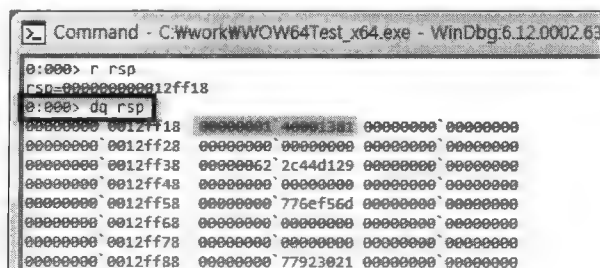 Command - C:₩work₩WOW64Test_x64.exe - WinDbg:6.12.0002.63
0:000> r rsp
rsp=000000000012ff18
0:000> dq rsp
00000000`0012ff18 00000001`40001381 00000000`00000000
00000000`0012ff28 00000000`00000000 00000000`00000000
00000000`0012ff38 00000062`2c44d129 00000000`00000000
00000000`0012ff48 00000000`00000000 00000000`00000000
00000000`0012ff58 00000000`776ef56d 00000000`00000000
00000000`0012ff68 00000000`00000000 00000000`00000000
00000000`0012ff78 00000000`00000000 00000000`00000000
00000000`0012ff88 00000000`77923021 00000000`00000000